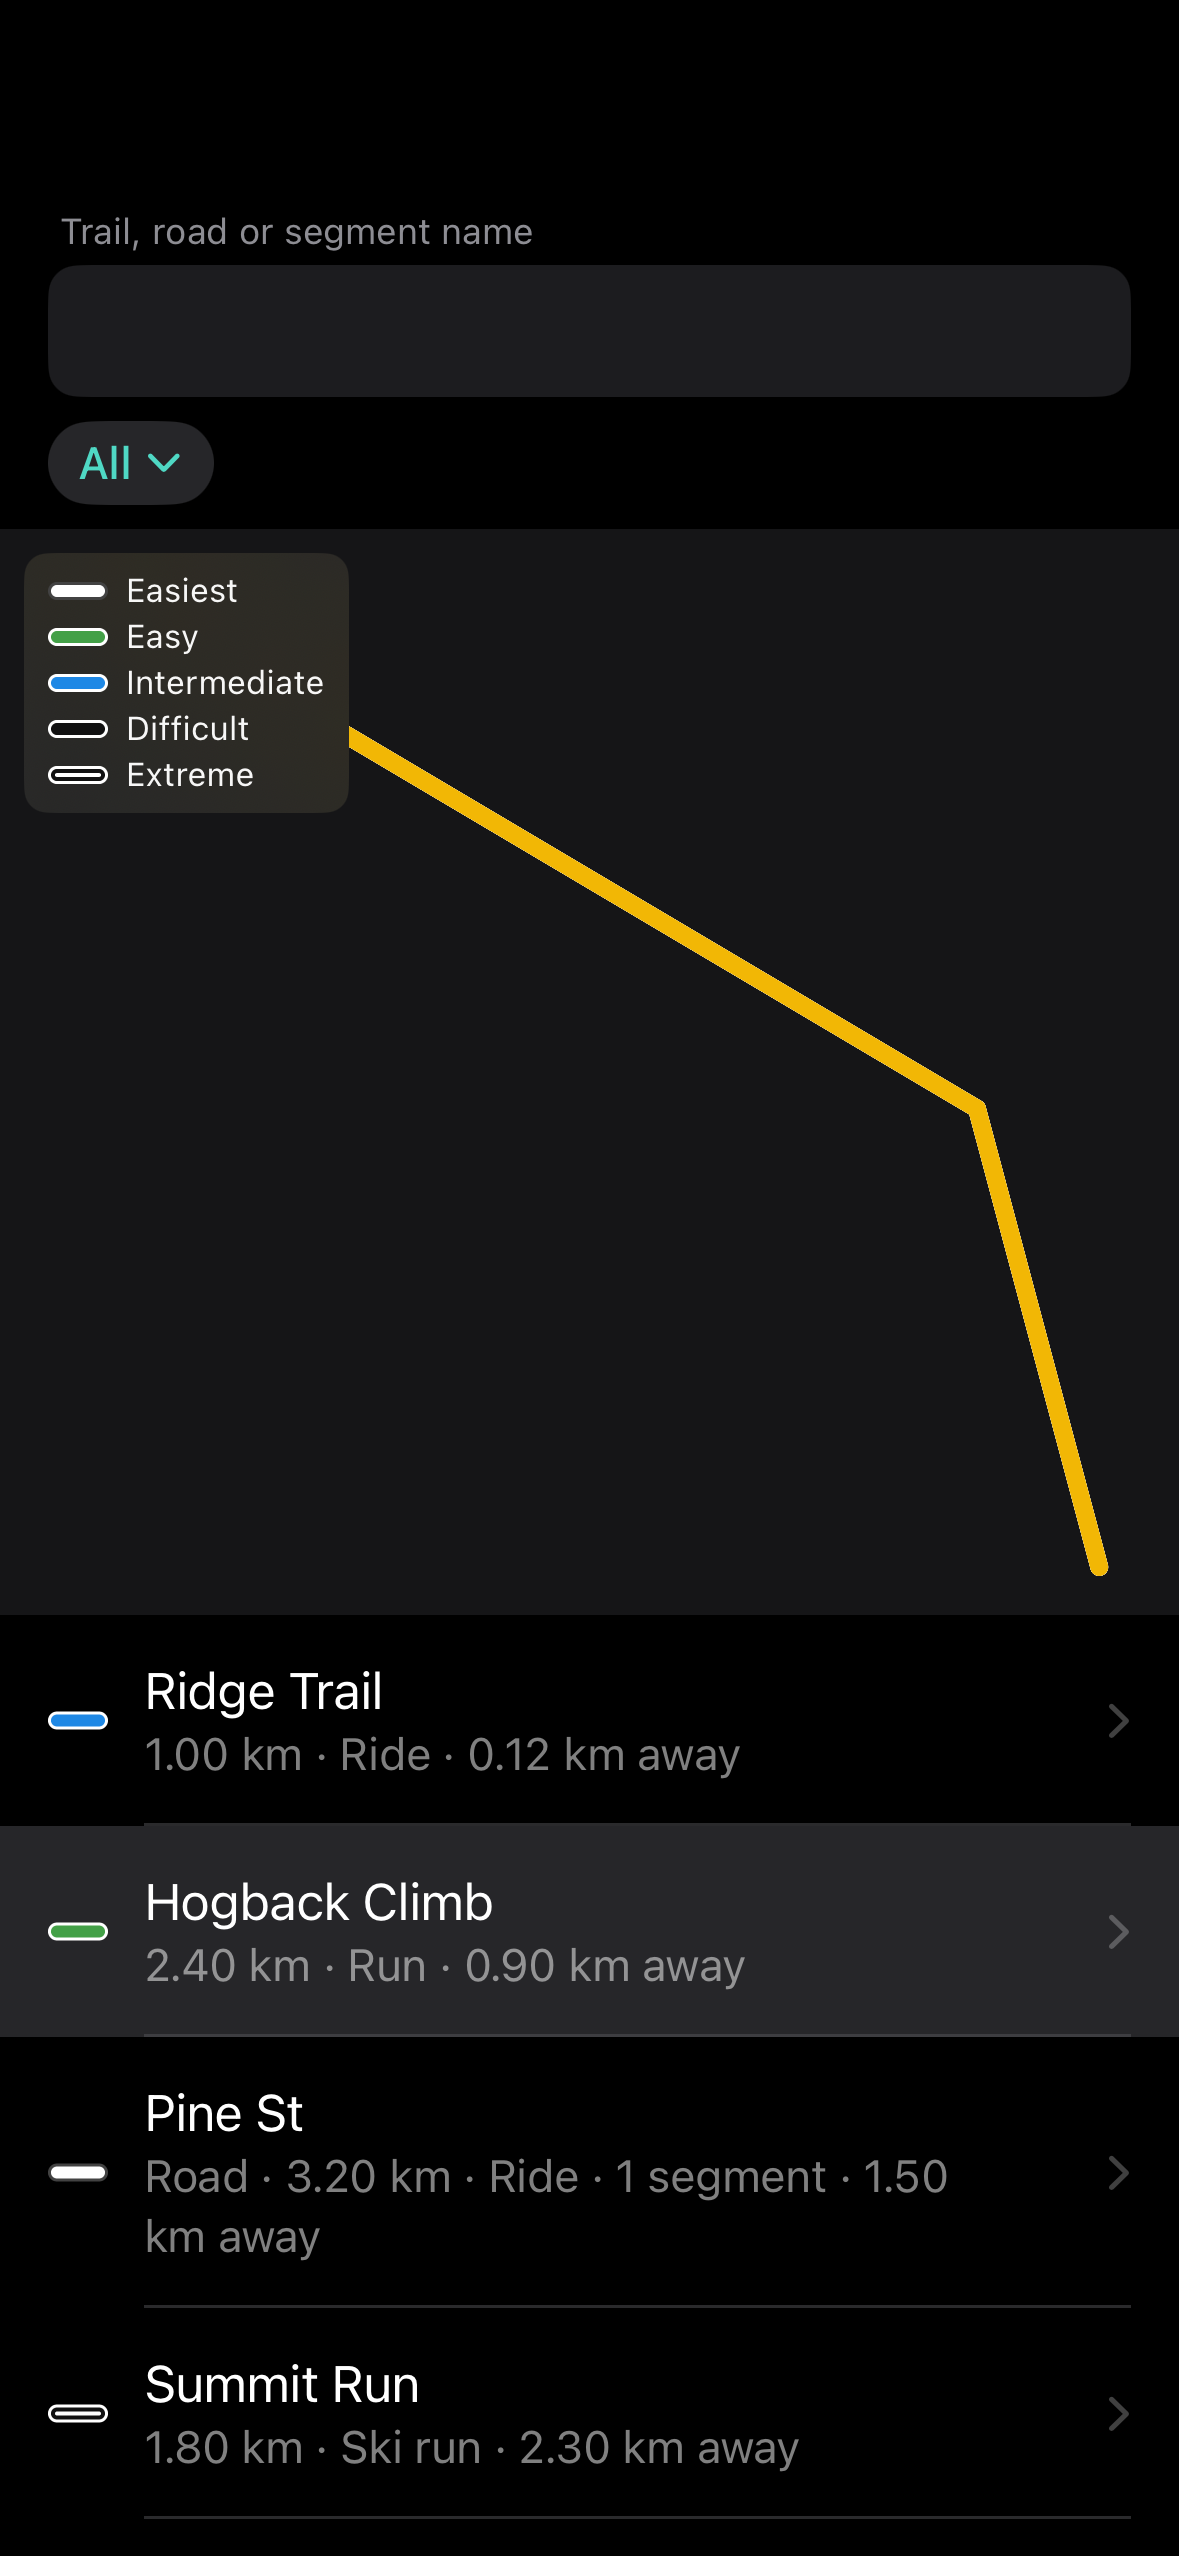 Trail, road or segment name
All
Easiest
Easy
Intermediate
Difficult
Extreme
Ridge Trail
1.00 km · Ride · 0.12 km away
Hogback Climb
2.40 km · Run · 0.90 km away
Pine St
Road · 3.20 km · Ride · 1 segment · 1.50
km away
Summit Run
1.80 km · Ski run · 2.30 km away